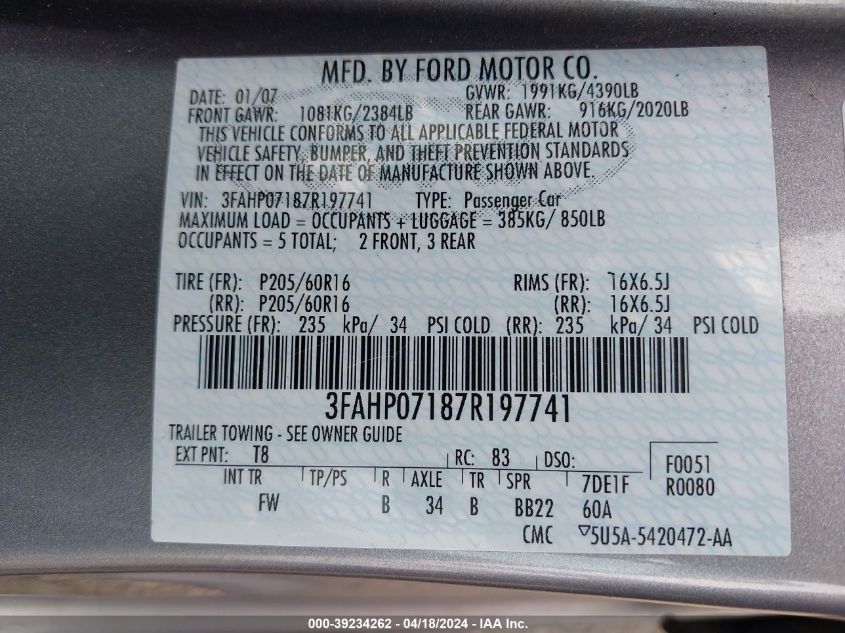 MFD. BY FORD MOTOR CO.
DATE: 01/07 GVWR: 1991KG/4390LB
FRONT GAWR: 1081KG/2384LB REAR GAWR: 916KG/2020LB
THIS VEHICLE CONFORMS TO ALL APPLICABLE FEDERAL MOTOR
VEHICLE SAFETY, BUMPER, AND THEFT PREVENTION STANDARDS
IN EFFECT ON THE DATE OF MANUFACTURE SHOWN ABOVE.
VIN: 3FAHP07187R197741 TYPE: Passenger Car
MAXIMUM LOAD = OCCUPANTS + LUGGAGE = 385KG/ 850LB
OCCUPANTS = 5 TOTAL; 2 FRONT, 3 REAR
TIRE (FR): P205/60R16 RIMS (FR): 16X6.5J
(RR): P205/60R16 (RR): 16X6.5J
PRESSURE (FR): 235 kPa/ 34 PSI COLD (RR): 235 kPa/ 34 PSI COLD
3FAHP07187R197741
TRAILER TOWING - SEE OWNER GUIDE
EXT PNT: T8 RC: 83 DSO: F0051
INT TR TP/PS R AXLE TR SPR 7DE1F R0080
FW B 34 B BB22 60A
CMC ▽5U5A-5420472-AA
000-39234262 - 04/18/2024 - IAA Inc.